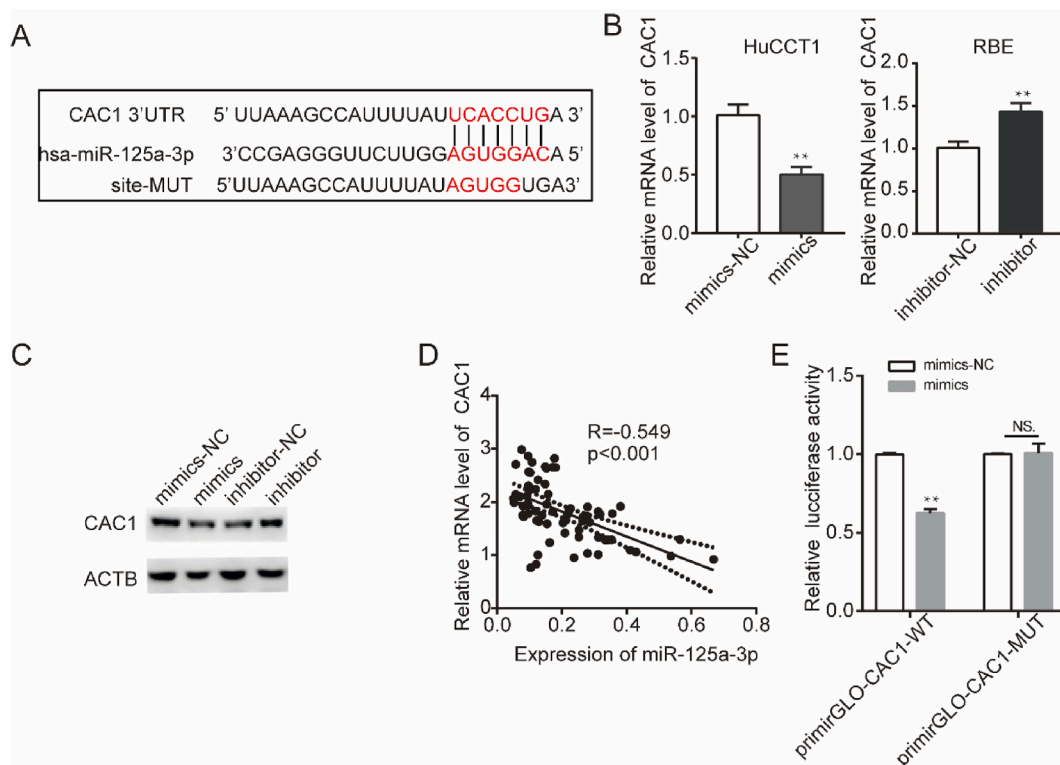 A
CAC1 3'UTR 5' UUAAAGCCAUUUUAUUCACCUGA 3'
hsa-miR-125a-3p 3'CCGAGGGUUCUUGGAGUGGACA 5'
site-MUT 5'UUAAAGCCAUUUUAUAGUGGUGA3'
B
Relative mRNA level of CAC1
HuCCT1
1.5
1.0
0.5
0.0
**
mimics-NC
mimics
Relative mRNA level of CAC1
RBE
2.0
1.5
1.0
0.5
0.0
**
inhibitor-NC
inhibitor
C
mimics-NC
mimics
inhibitor-NC
inhibitor
CAC1
ACTB
D
Relative mRNA level of CAC1
4
3
2
1
0
R=-0.549
p<0.001
0.0 0.2 0.4 0.6 0.8
Expression of miR-125a-3p
E
Relative lucciferase activity
1.5
1.0
0.5
0.0
mimics-NC
mimics
**
NS.
primirGLO-CAC1-WT
primirGLO-CAC1-MUT